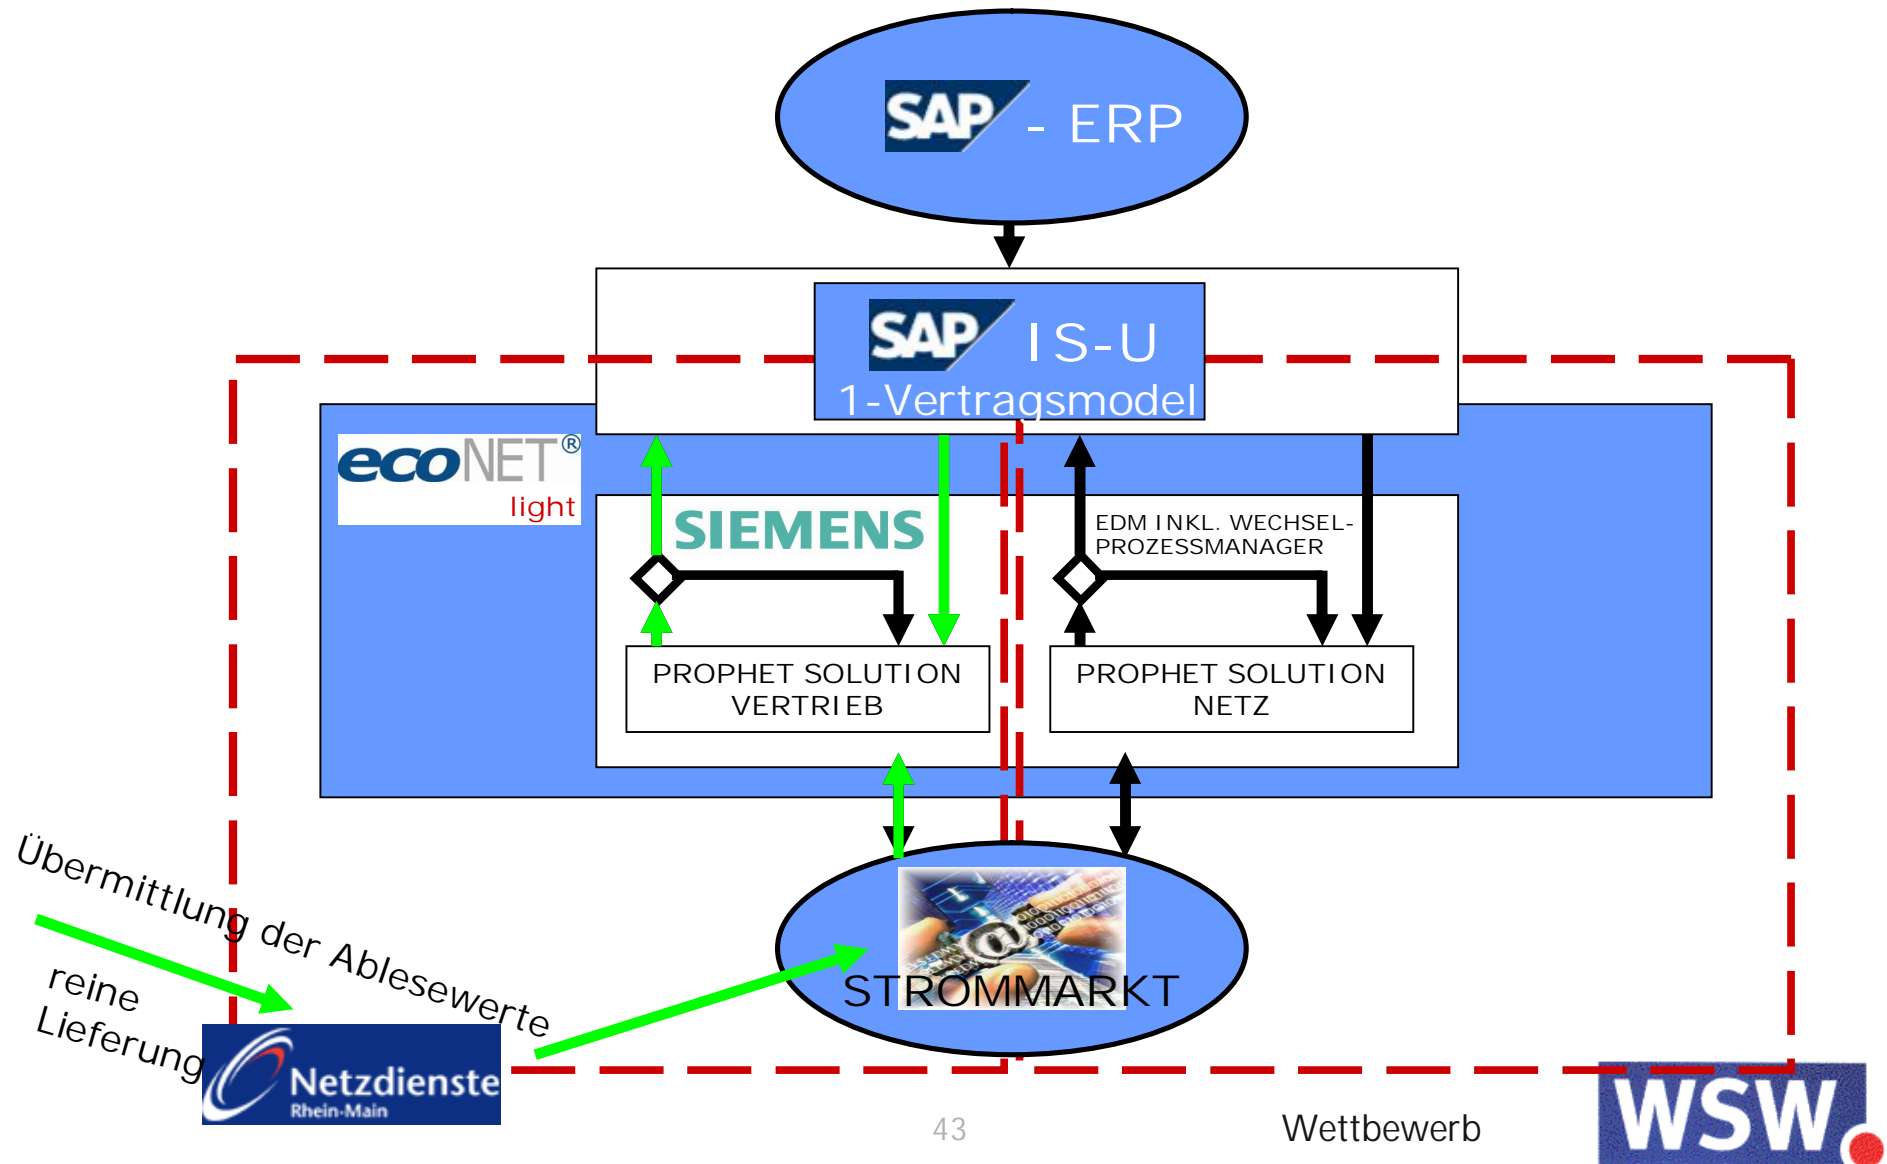 SAP - ERP
SAP IS-U
1-Vertragsmodel
ecoNET®
light
SIEMENS
EDM INKL. WECHSEL-
PROZESSMANAGER
PROPHET SOLUTION
VERTRIEB
PROPHET SOLUTION
NETZ
Übermittlung der Ablesewerte
reine
Lieferung
STROMMARKT
Netzdienste
Rhein-Main
43
Wettbewerb
WSW.